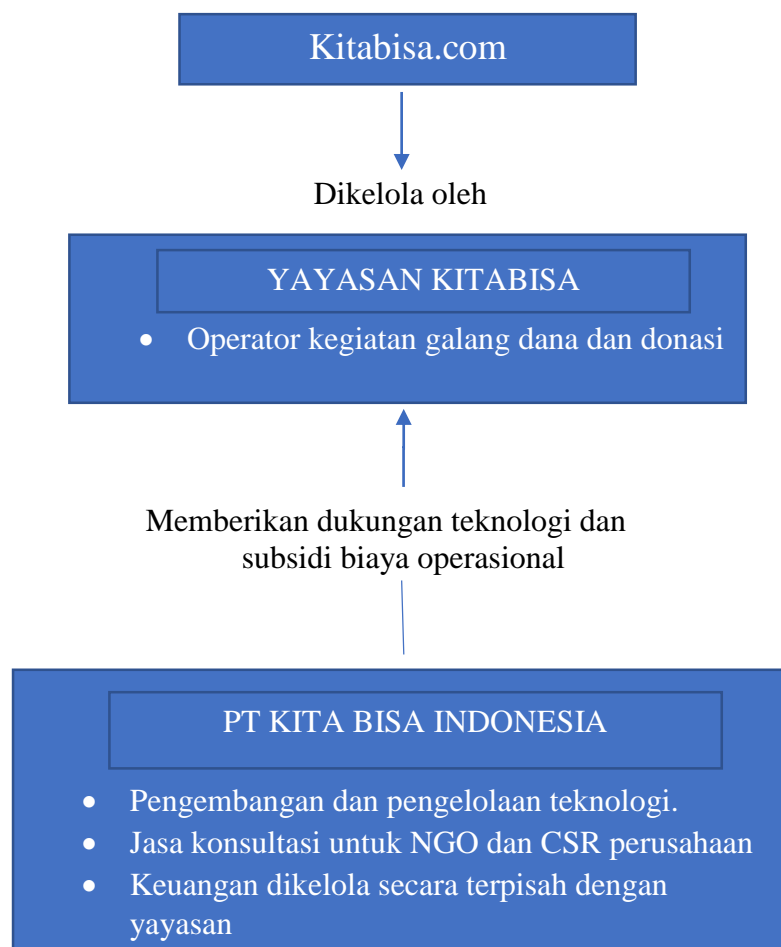 Kitabisa.com
Dikelola oleh
YAYASAN KITABISA
• Operator kegiatan galang dana dan donasi
Memberikan dukungan teknologi dan
subsidi biaya operasional
PT KITA BISA INDONESIA
• Pengembangan dan pengelolaan teknologi.
• Jasa konsultasi untuk NGO dan CSR perusahaan
• Keuangan dikelola secara terpisah dengan
yayasan